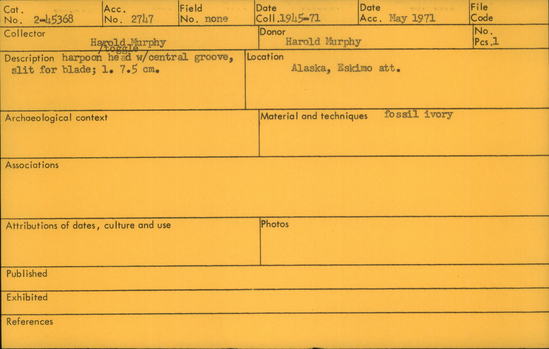 Cat. No. 2-45368 Acc. No. 2747 Field No. none Date Coll. 1945-71 Date Acc. May 1971 File Code
Collector Harold Murphy Donor Harold Murphy No. Pcs. 1
/toggle
Description harpoon head w/central groove,
slit for blade; l. 7.5 cm.
Location
Alaska, Eskimo att.
Archaeological context
Material and techniques fossil ivory
Associations
Attributions of dates, culture and use
Photos
Published
Exhibited
References